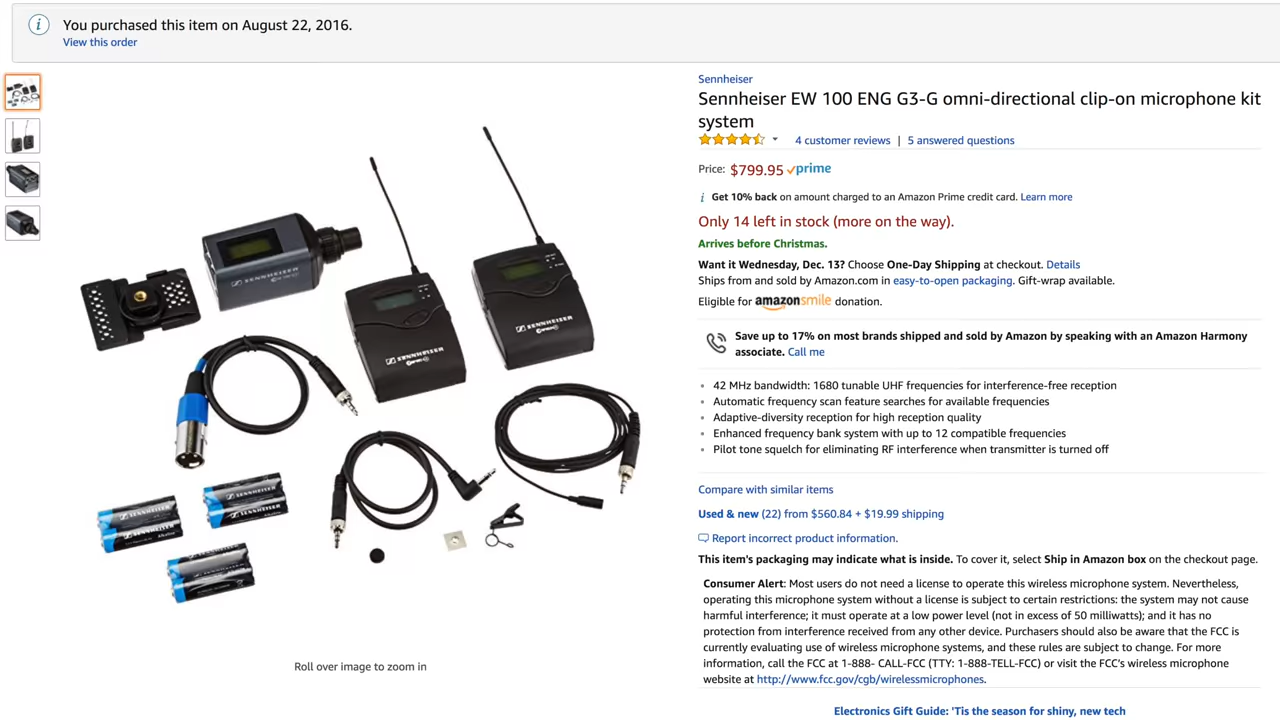 You purchased this item on August 22, 2016.
View this order
Sennheiser
Sennheiser EW 100 ENG G3-G omni-directional clip-on microphone kit
system
4 customer reviews | 5 answered questions
Price: $799.95 prime
Get 10% back on amount charged to an Amazon Prime credit card. Learn more
Only 14 left in stock (more on the way).
Arrives before Christmas.
Want it Wednesday, Dec. 13? Choose One-Day Shipping at checkout. Details
Ships from and sold by Amazon.com in easy-to-open packaging. Gift-wrap available.
Eligible for amazonsmile donation.
Save up to 17% on most brands shipped and sold by Amazon by speaking with an Amazon Harmony
associate. Call me
42 MHz bandwidth: 1680 tunable UHF frequencies for interference-free reception
Automatic frequency scan feature searches for available frequencies
Adaptive-diversity reception for high reception quality
Enhanced frequency bank system with up to 12 compatible frequencies
Pilot tone squelch for eliminating RF interference when transmitter is turned off
Compare with similar items
Used & new (22) from $560.84 + $19.99 shipping
Report incorrect product information.
This item's packaging may indicate what is inside. To cover it, select Ship in Amazon box on the checkout page.
Consumer Alert: Most users do not need a license to operate this wireless microphone system. Nevertheless,
operating this microphone system without a license is subject to certain restrictions: the system may not cause
harmful interference; it must operate at a low power level (not in excess of 50 milliwatts); and it has no
protection from interference received from any other device. Purchasers should also be aware that the FCC is
currently evaluating use of wireless microphone systems, and these rules are subject to change. For more
information, call the FCC at 1-888- CALL-FCC (TTY: 1-888-TELL-FCC) or visit the FCC's wireless microphone
website at http://www.fcc.gov/cgb/wirelessmicrophones.
Electronics Gift Guide: 'Tis the season for shiny, new tech
SENNHEISER
SENNHEISER
SENNHEISER
SENNHEISER
SENNHEISER
SENNHEISER
SENNHEISER
SENNHEISER
Roll over image to zoom in